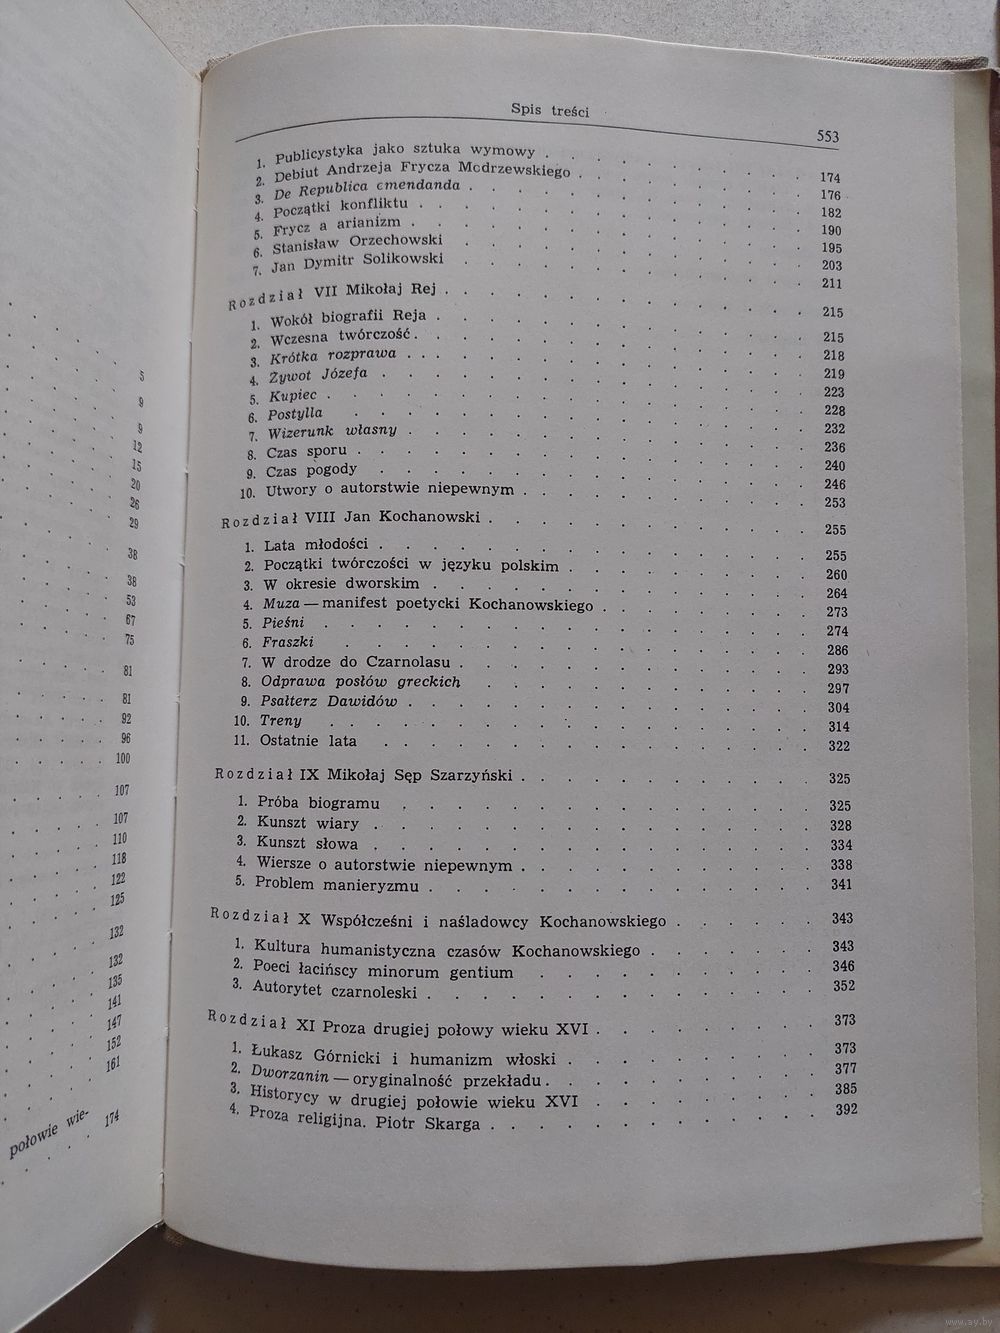 5
9
9
12
15
20
26
29
38
38
53
67
75
81
81
92
96
100
107
107
110
118
122
125
132
132
135
141
147
152
161
połowie wie-
174
Spis treści
553
1. Publicystyka jako sztuka wymowy . . . . . . . . . 174
2. Debiut Andrzeja Frycza Modrzewskiego . . . . . . . . 176
3. De Republica emendanda . . . . . . . . . . . 182
4. Początki konfliktu . . . . . . . . . . . . . 190
5. Frycz a arianizm . . . . . . . . . . . . . 195
6. Stanisław Orzechowski . . . . . . . . . . . . 203
7. Jan Dymitr Solikowski . . . . . . . . . . . . 211
Rozdział VII Mikołaj Rej . . . . . . . . . . . . 215
1. Wokół biografii Reja . . . . . . . . . . . . 215
2. Wczesna twórczość . . . . . . . . . . . . . 218
3. Krótka rozprawa . . . . . . . . . . . . . 219
4. Żywot Józefa . . . . . . . . . . . . . . 223
5. Kupiec . . . . . . . . . . . . . . . . 228
6. Postylla . . . . . . . . . . . . . . . 232
7. Wizerunk własny . . . . . . . . . . . . . 236
8. Czas sporu . . . . . . . . . . . . . . . 240
9. Czas pogody . . . . . . . . . . . . . . 246
10. Utwory o autorstwie niepewnym . . . . . . . . . 253
Rozdział VIII Jan Kochanowski . . . . . . . . . . . 255
1. Lata młodości . . . . . . . . . . . . . . 255
2. Początki twórczości w języku polskim . . . . . . . . 260
3. W okresie dworskim . . . . . . . . . . . . 264
4. Muza — manifest poetycki Kochanowskiego . . . . . . . 273
5. Pieśni . . . . . . . . . . . . . . . . 274
6. Fraszki . . . . . . . . . . . . . . . . 286
7. W drodze do Czarnolasu . . . . . . . . . . . 293
8. Odprawa posłów greckich . . . . . . . . . . . 297
9. Psałterz Dawidów . . . . . . . . . . . . . 304
10. Treny . . . . . . . . . . . . . . . . 314
11. Ostatnie lata . . . . . . . . . . . . . . 322
Rozdział IX Mikołaj Sęp Szarzyński . . . . . . . . . 325
1. Próba biogramu . . . . . . . . . . . . . 325
2. Kunszt wiary . . . . . . . . . . . . . . 328
3. Kunszt słowa . . . . . . . . . . . . . . 334
4. Wiersze o autorstwie niepewnym . . . . . . . . . 338
5. Problem manieryzmu . . . . . . . . . . . . 341
Rozdział X Współcześni i naśladowcy Kochanowskiego . . . . . 343
1. Kultura humanistyczna czasów Kochanowskiego . . . . . . 343
2. Poeci łacińscy minorum gentium . . . . . . . . . 346
3. Autorytet czarnoleski . . . . . . . . . . . . 352
Rozdział XI Proza drugiej połowy wieku XVI . . . . . . . 373
1. Łukasz Górnicki i humanizm włoski . . . . . . . . 373
2. Dworzanin — oryginalność przekładu . . . . . . . . 377
3. Historycy w drugiej połowie wieku XVI . . . . . . . 385
4. Proza religijna. Piotr Skarga . . . . . . . . . . 392
www.ay.by